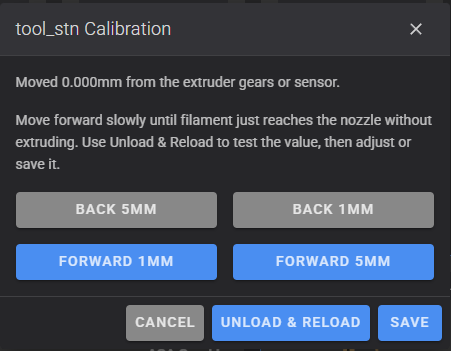 tool_stn Calibration
Moved 0.000mm from the extruder gears or sensor.
Move forward slowly until filament just reaches the nozzle without
extruding. Use Unload & Reload to test the value, then adjust or
save it.
BACK 5MM
BACK 1MM
FORWARD 1MM
FORWARD 5MM
CANCEL
UNLOAD & RELOAD
SAVE